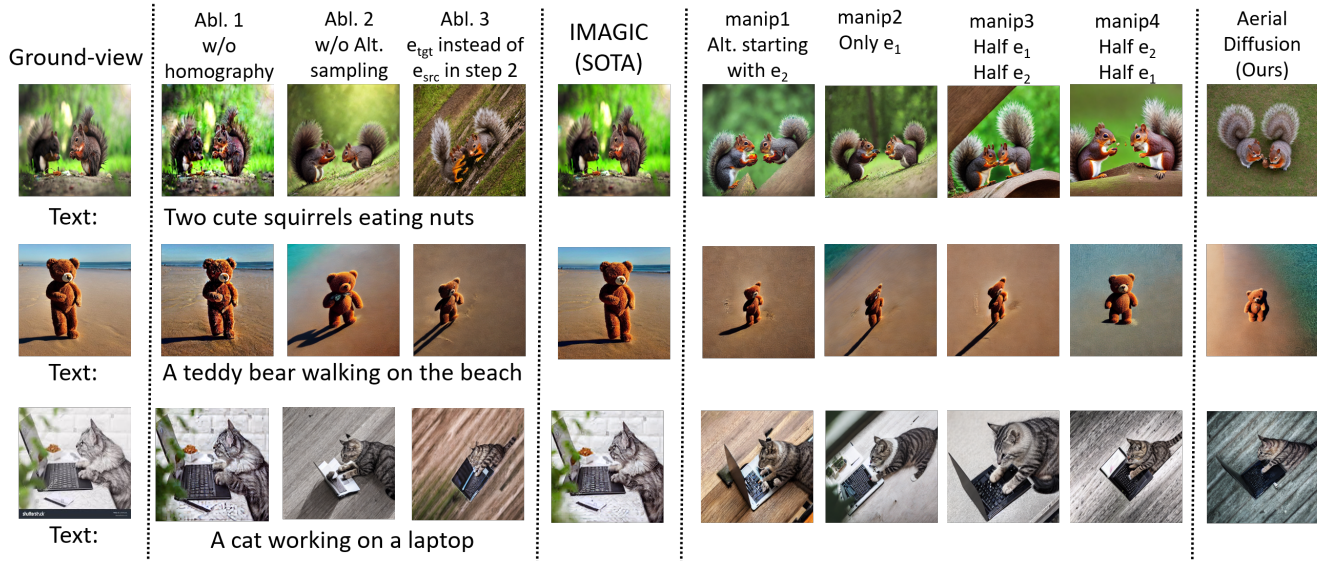 Ground-view
Abl. 1
w/o
homography
Abl. 2
w/o Alt.
sampling
Abl. 3
e_tgt instead of
e_src in step 2
IMAGIC
(SOTA)
manip1
Alt. starting
with e₂
manip2
Only e₁
manip3
Half e₁
Half e₂
manip4
Half e₂
Half e₁
Aerial
Diffusion
(Ours)
Text:
Two cute squirrels eating nuts
Text:
A teddy bear walking on the beach
shutterstock
Text:
A cat working on a laptop